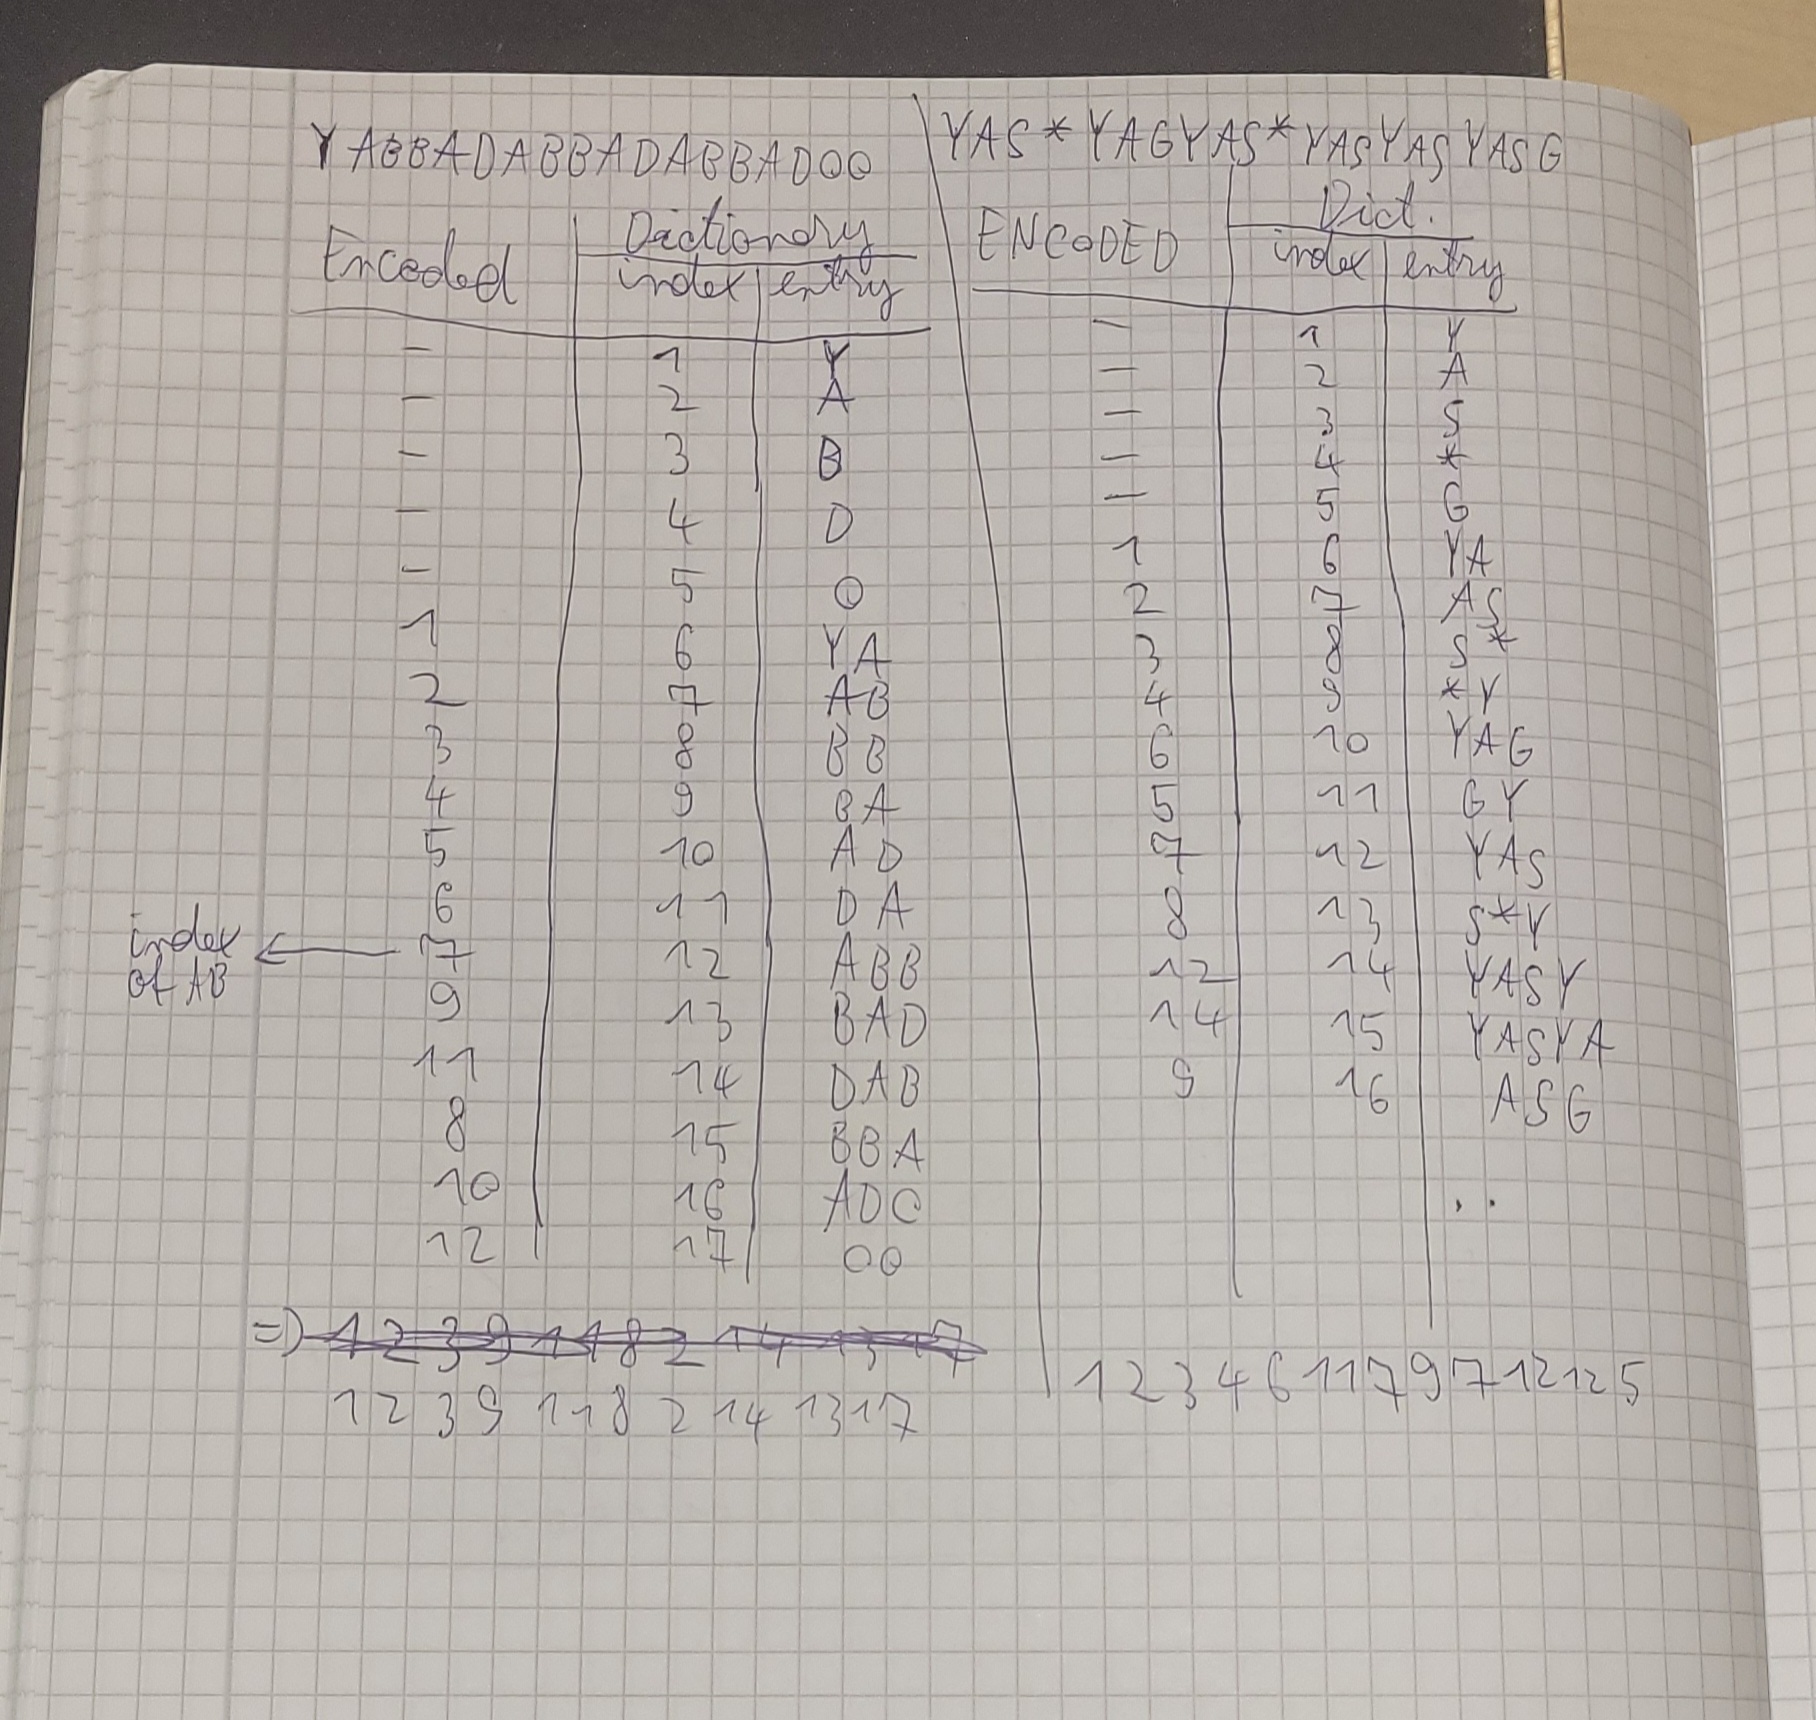 YABBADABBADABBADOO
Encoded | Dictionary
index | entry
- 1 Y
- 2 A
- 3 B
- 4 D
- 5 O
1 6 YA
2 7 AB
3 8 BB
4 9 BA
5 10 AD
6 11 DA
index of AB ← 7 12 ABB
9 13 BAD
11 14 DAB
8 15 BBA
10 16 ADO
12 17 OO
=) 1 2 3 9 11 8 2 14 13 17
1 2 3 9 11 8 2 14 13 17
YAS*YAGYAS*YASYASYASG
ENCODED | Dict.
index | entry
- 1 Y
- 2 A
- 3 S
- 4 *
- 5 G
1 6 YA
2 7 AS
3 8 S*
4 9 *Y
6 10 YAG
5 11 GY
7 12 YAS
8 13 S*Y
12 14 YASY
14 15 YASYA
9 16 ASG
..
1 2 3 4 6 11 7 9 7 12 12 5